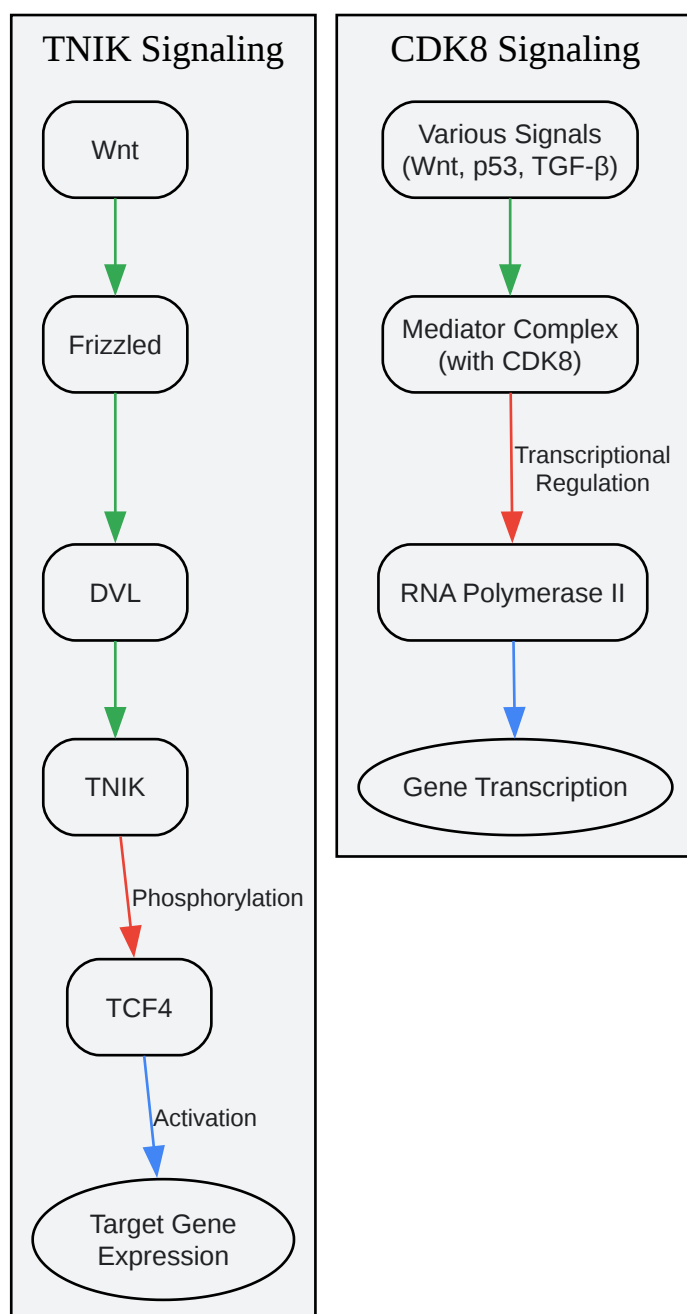 TNIK Signaling
Wnt
Frizzled
DVL
TNIK
Phosphorylation
TCF4
Activation
Target Gene
Expression
CDK8 Signaling
Various Signals
(Wnt, p53, TGF-β)
Mediator Complex
(with CDK8)
Transcriptional
Regulation
RNA Polymerase II
Gene Transcription